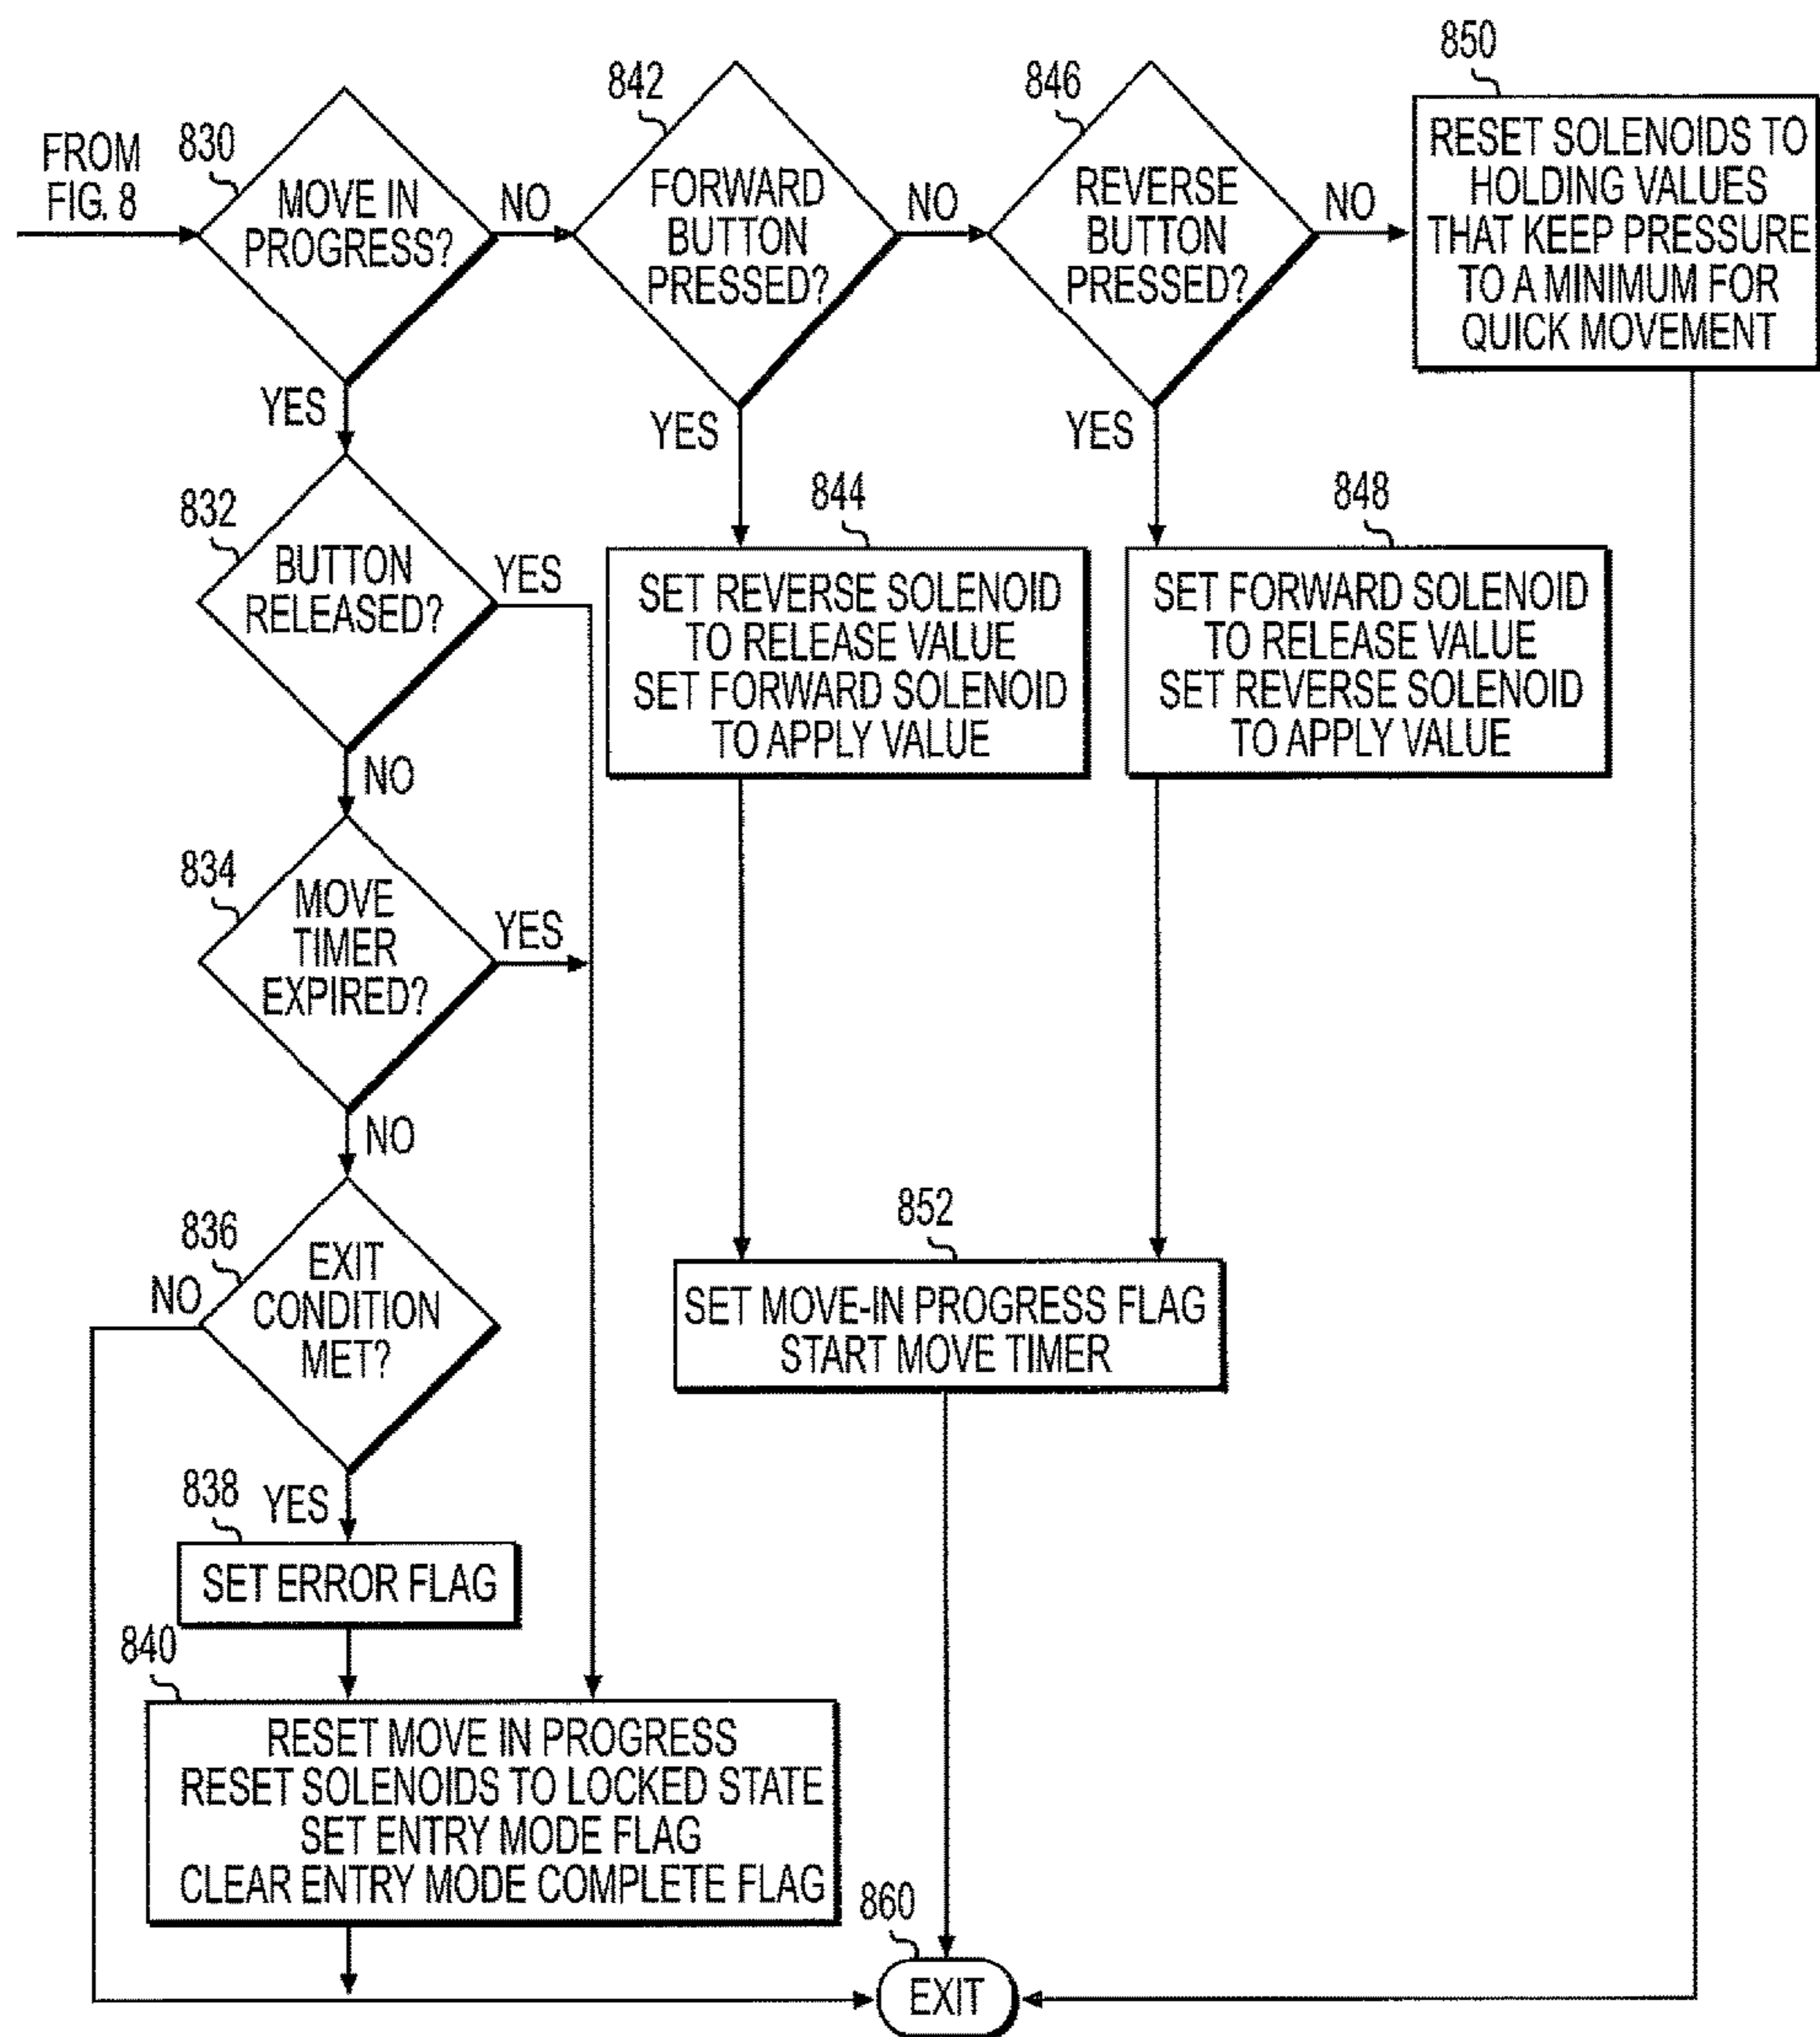 FROM
FIG. 8
830
MOVE IN
PROGRESS?
NO
YES
842
FORWARD
BUTTON
PRESSED?
NO
YES
846
REVERSE
BUTTON
PRESSED?
NO
YES
850
RESET SOLENOIDS TO
HOLDING VALUES
THAT KEEP PRESSURE
TO A MINIMUM FOR
QUICK MOVEMENT
832
BUTTON
RELEASED?
YES
NO
844
SET REVERSE SOLENOID
TO RELEASE VALUE
SET FORWARD SOLENOID
TO APPLY VALUE
848
SET FORWARD SOLENOID
TO RELEASE VALUE
SET REVERSE SOLENOID
TO APPLY VALUE
834
MOVE
TIMER
EXPIRED?
YES
NO
836
EXIT
CONDITION
MET?
NO
YES
852
SET MOVE-IN PROGRESS FLAG
START MOVE TIMER
838
SET ERROR FLAG
840
RESET MOVE IN PROGRESS
RESET SOLENOIDS TO LOCKED STATE
SET ENTRY MODE FLAG
CLEAR ENTRY MODE COMPLETE FLAG
860
EXIT